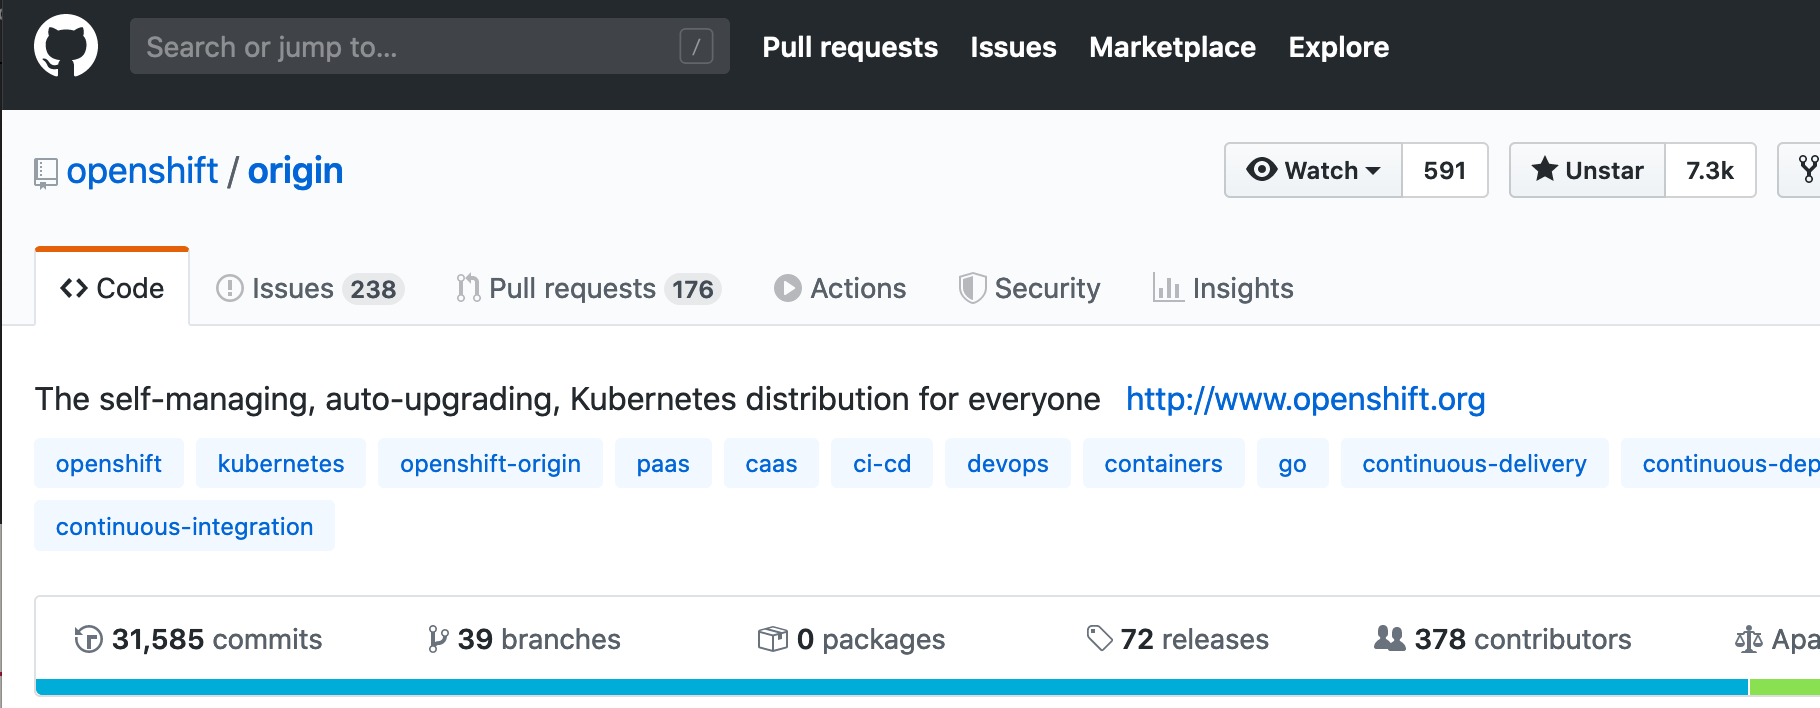 Search or jump to... /
Pull requests Issues Marketplace Explore
openshift / origin
Watch 591 Unstar 7.3k
Code Issues 238 Pull requests 176 Actions Security Insights
The self-managing, auto-upgrading, Kubernetes distribution for everyone http://www.openshift.org
openshift kubernetes openshift-origin paas caas ci-cd devops containers go continuous-delivery continuous-dep
continuous-integration
31,585 commits 39 branches 0 packages 72 releases 378 contributors Apa